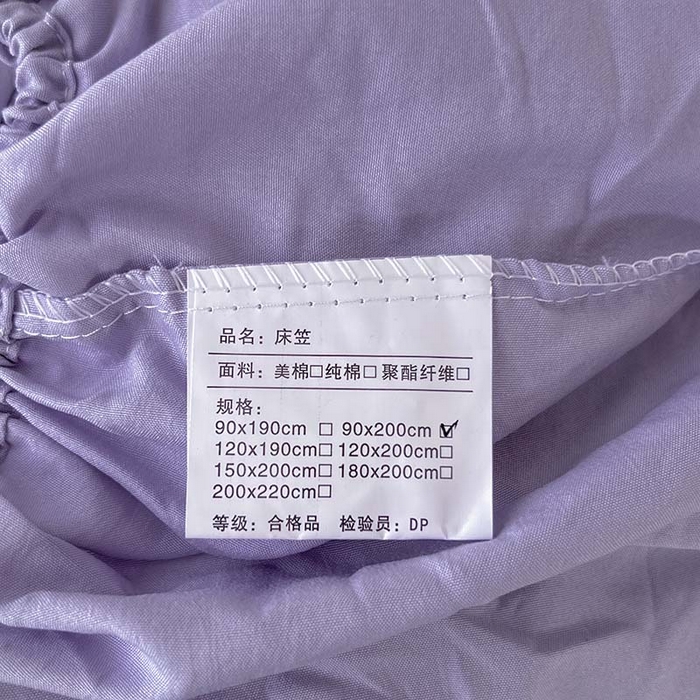 品名：床笠
面料：美棉□纯棉□ 聚酯纤维□
规格：
90x190cm □ 90x200cm ☑
120x190cm□ 120x200cm□
150x200cm□ 180x200cm□
200x220cm□
等级：合格品 检验员：DP